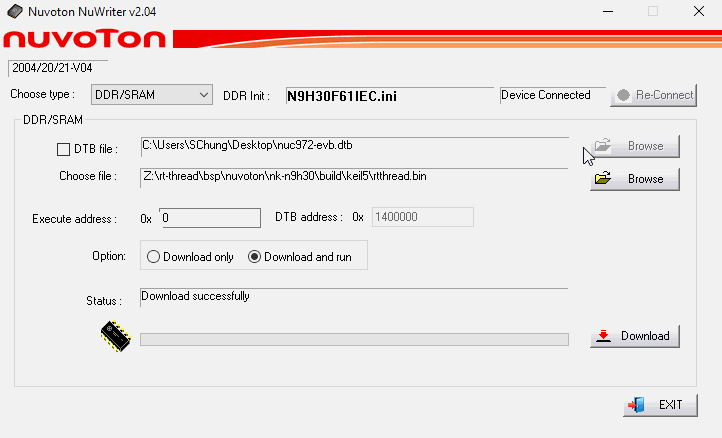 Nuvoton NuWriter v2.04
nuvoTon
2004/20/21-V04
Choose type : DDR/SRAM DDR Init : N9H30F61IEC.ini Device Connected Re-Connect
DDR/SRAM
DTB file : C:\Users\SChung\Desktop\nuc972-evb.dtb Browse
Choose file : Z:\rt-thread\bsp\nuvoton\nk-n9h30\build\keil5\rtthread.bin Browse
Execute address : 0x 0 DTB address : 0x 1400000
Option: Download only Download and run
Status : Download successfully
Download
EXIT